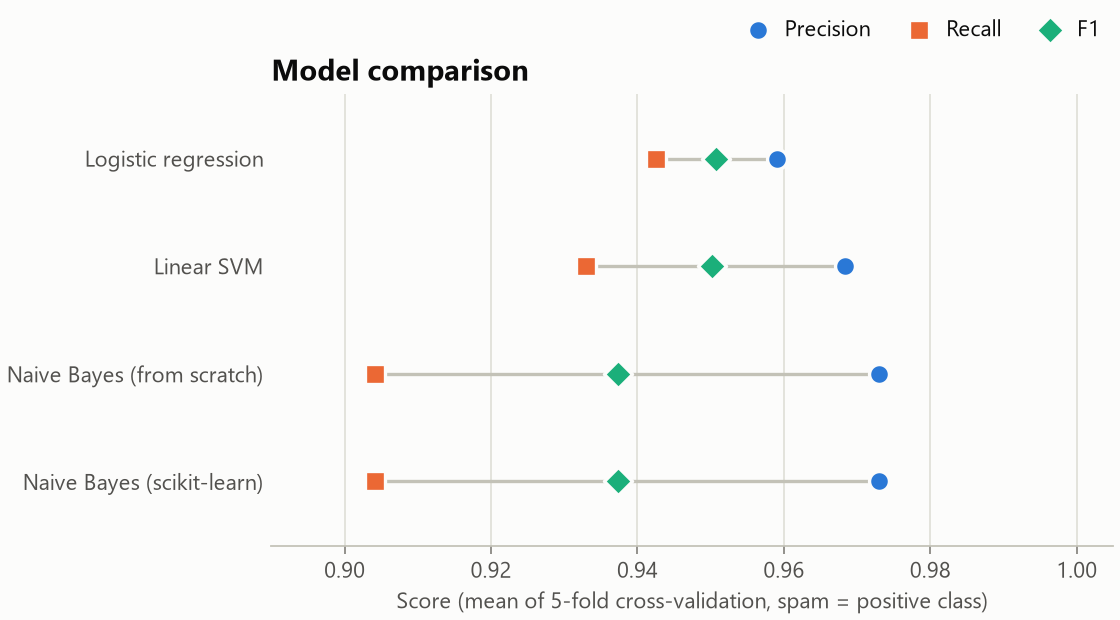 Precision Recall F1
Model comparison
Logistic regression
Linear SVM
Naive Bayes (from scratch)
Naive Bayes (scikit-learn)
0.90 0.92 0.94 0.96 0.98 1.00
Score (mean of 5-fold cross-validation, spam = positive class)